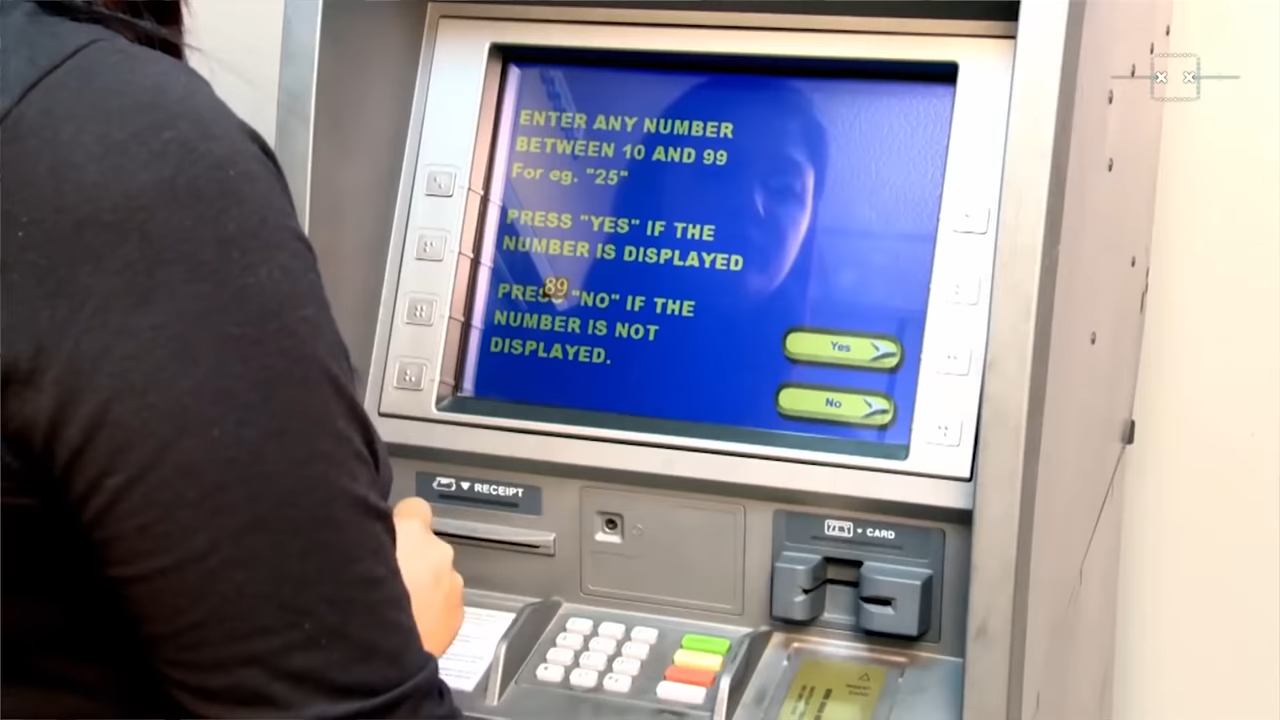 ENTER ANY NUMBER
BETWEEN 10 AND 99
For eg. "25"
PRESS "YES" IF THE
NUMBER IS DISPLAYED
89
PRESS "NO" IF THE
NUMBER IS NOT
DISPLAYED.
Yes
No
RECEIPT
CARD